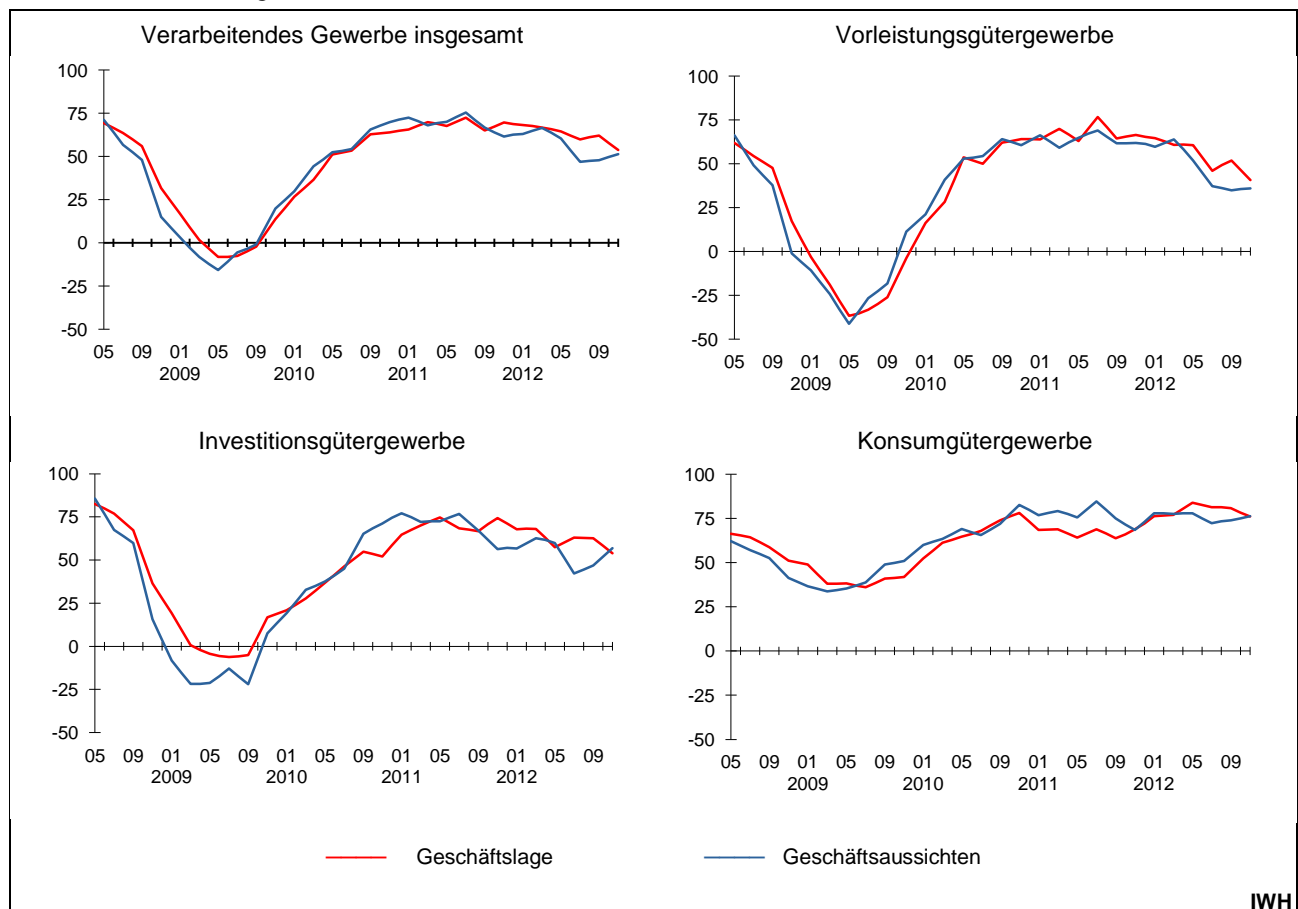 Verarbeitendes Gewerbe insgesamt
100
75
50
25
0
-25
-50
05 09 01 05 09 01 05 09 01 05 09 01 05 09
2009 2010 2011 2012
Vorleistungsgütergewerbe
100
75
50
25
0
-25
-50
05 09 01 05 09 01 05 09 01 05 09 01 05 09
2009 2010 2011 2012
Investitionsgütergewerbe
100
75
50
25
0
-25
-50
05 09 01 05 09 01 05 09 01 05 09 01 05 09
2009 2010 2011 2012
Konsumgütergewerbe
100
75
50
25
0
-25
-50
05 09 01 05 09 01 05 09 01 05 09 01 05 09
2009 2010 2011 2012
Geschäftslage Geschäftsaussichten
IWH